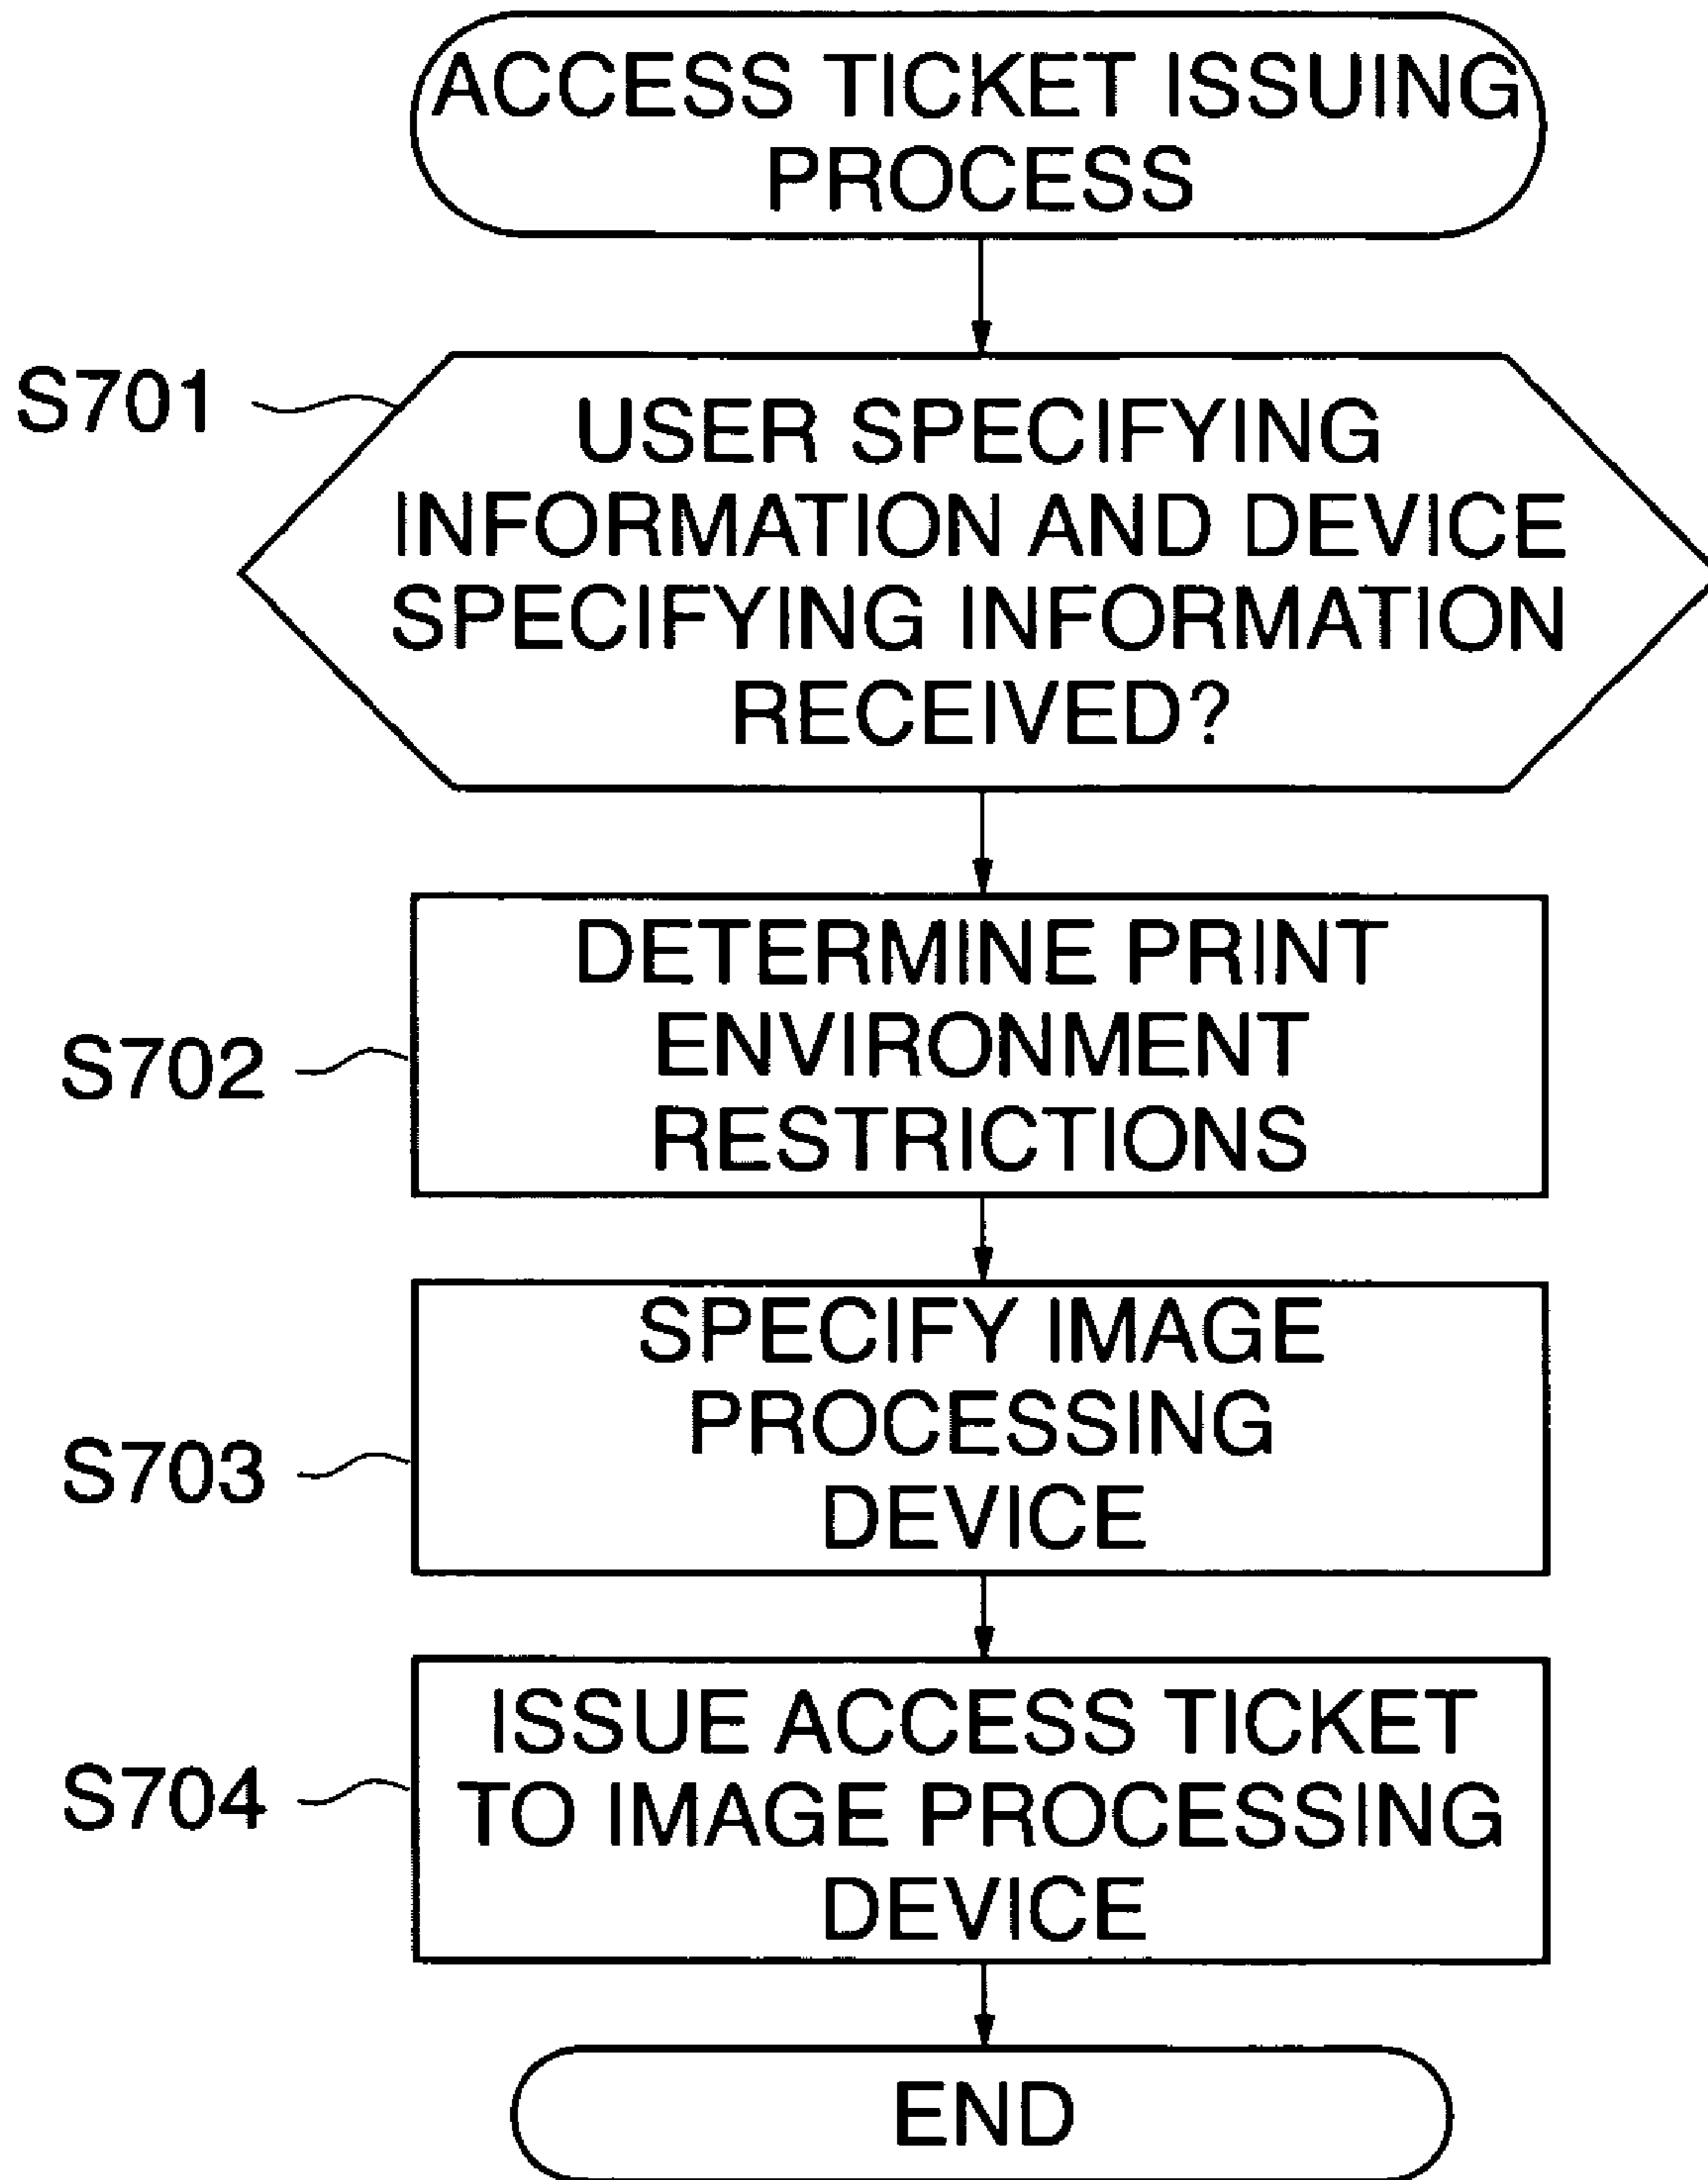 ACCESS TICKET ISSUING
PROCESS
S701
USER SPECIFYING
INFORMATION AND DEVICE
SPECIFYING INFORMATION
RECEIVED?
S702
DETERMINE PRINT
ENVIRONMENT
RESTRICTIONS
S703
SPECIFY IMAGE
PROCESSING
DEVICE
S704
ISSUE ACCESS TICKET
TO IMAGE PROCESSING
DEVICE
END